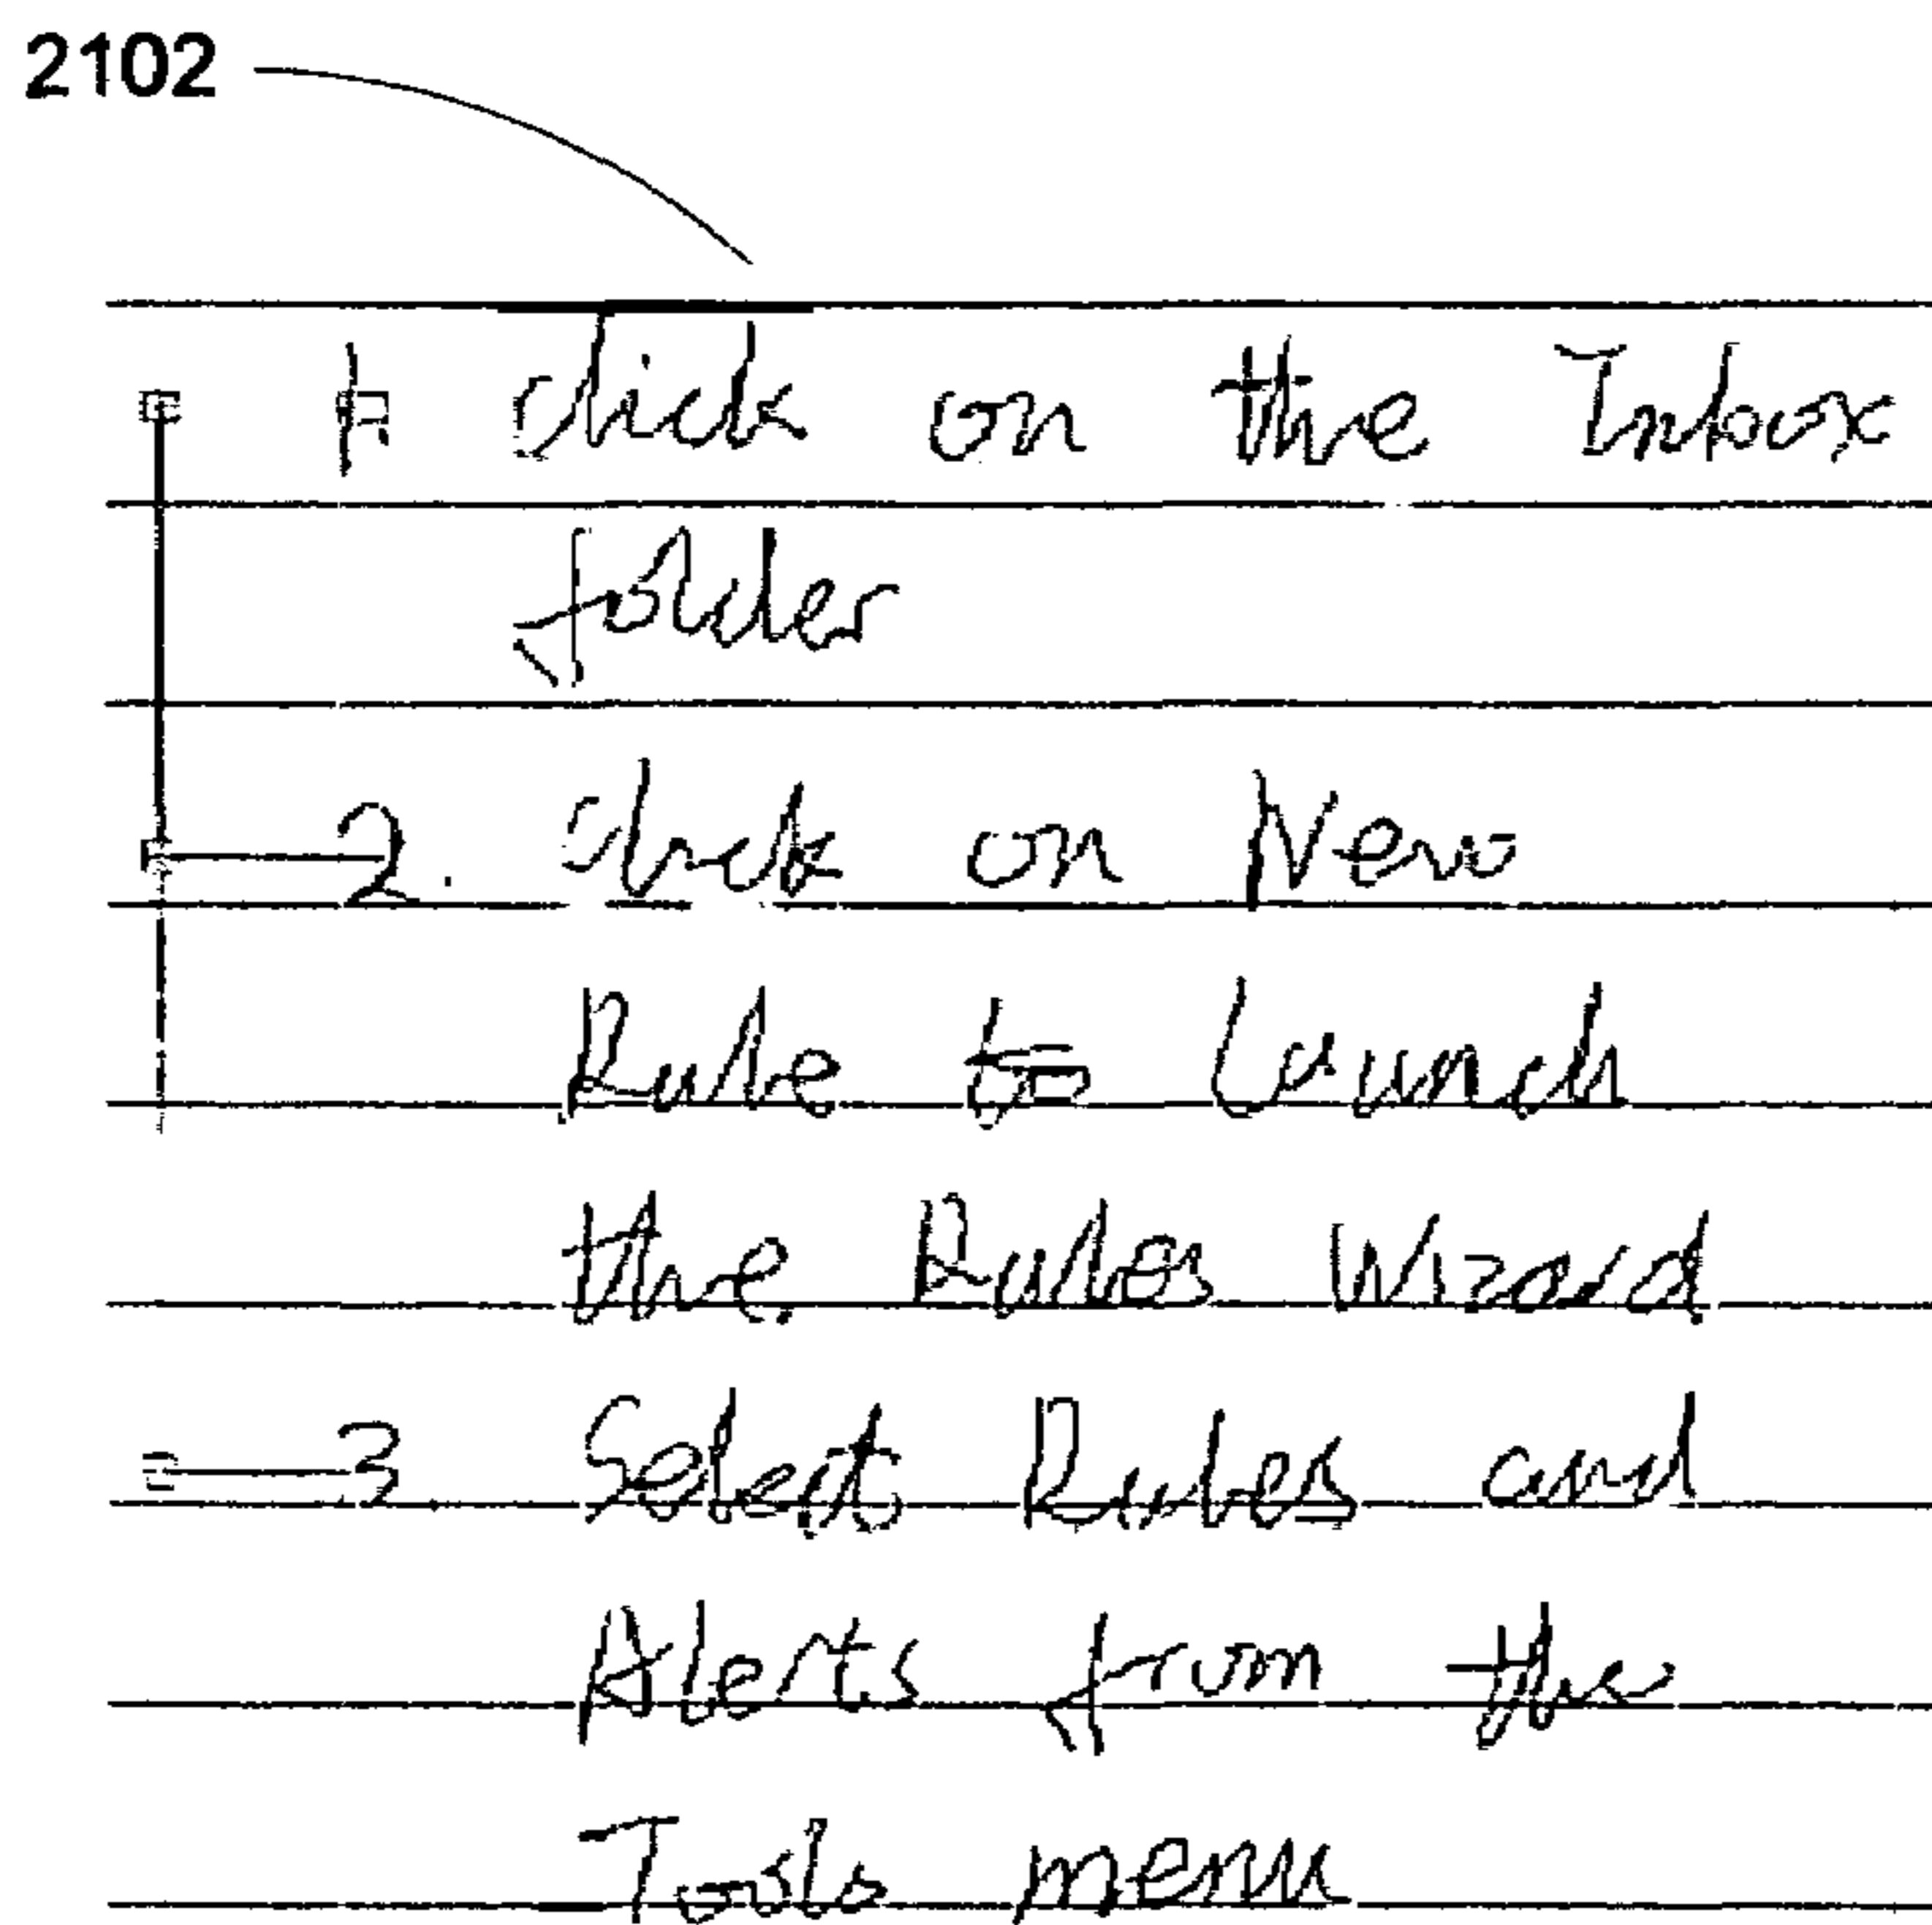 2102
1. click on the Inbox
folder
2. click on New
Rule to launch
the Rules Wizard
3. Select Rules and
Alerts from the
Tools menu